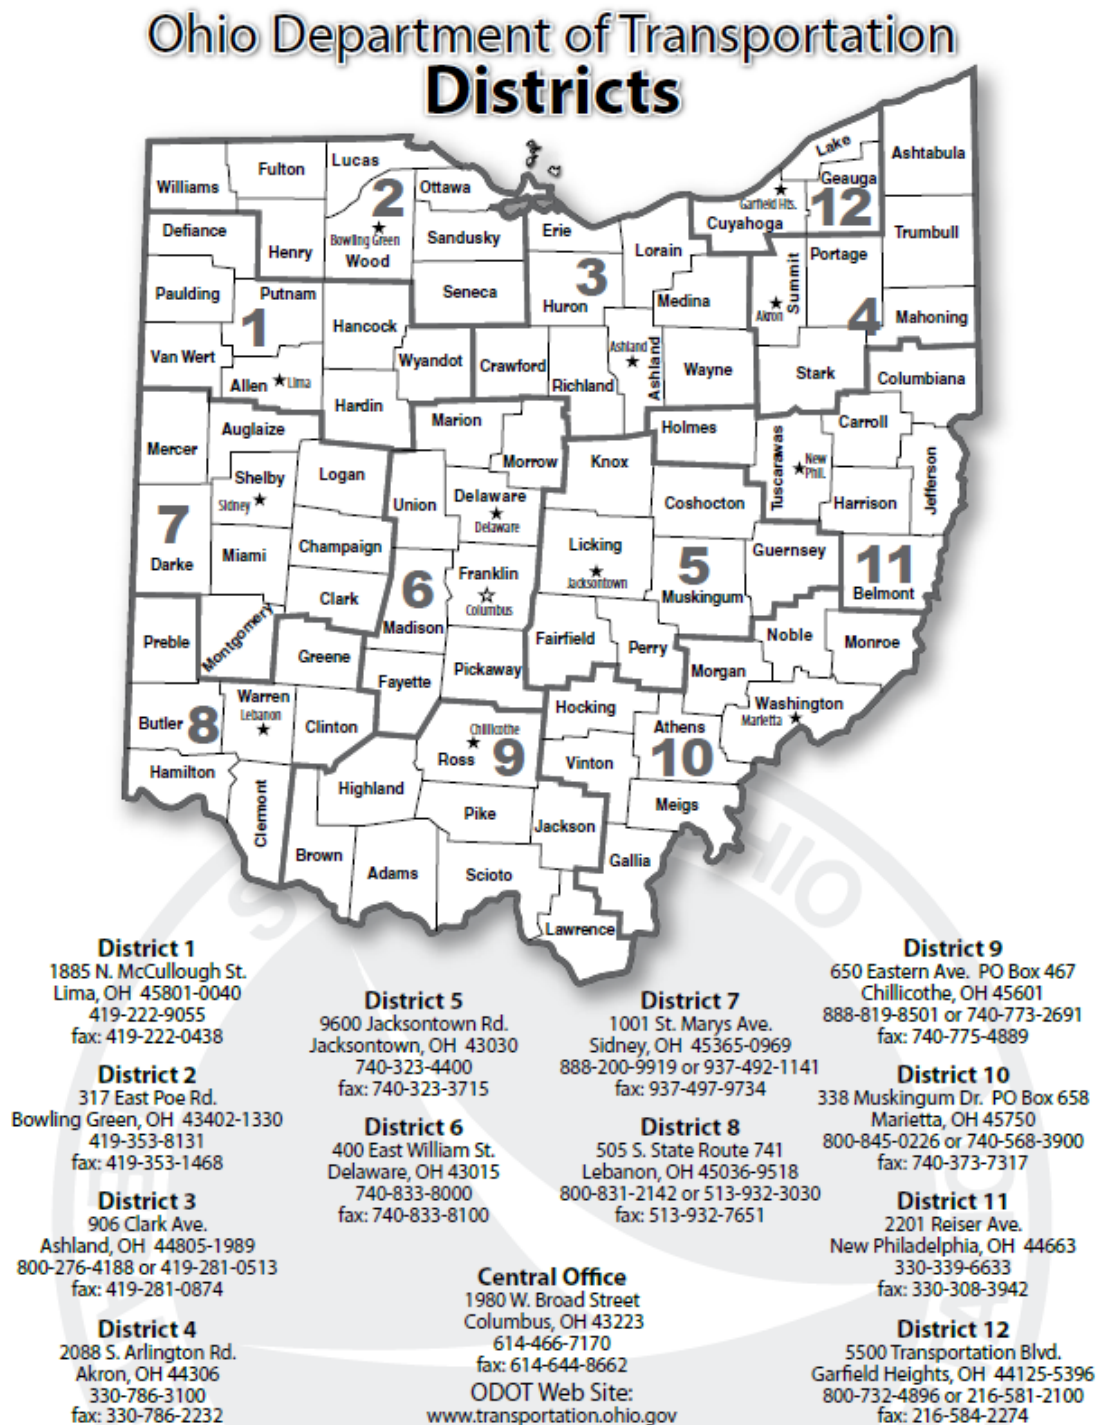 Ohio Department of Transportation
Districts
Williams
Fulton
Lucas
2
Ottawa
Bowling Green
Wood
Sandusky
Henry
Seneca
Defiance
Paulding
Putnam
1
Hancock
Van Wert
Allen
Lima
Wyandot
Hardin
Erie
Lorain
3
Huron
Medina
Crawford
Richland
Ashland
Ashland
Wayne
Lake
Geauga
Garfield Hts.
12
Cuyahoga
Ashtabula
Trumbull
Portage
Summit
Akron
4
Mahoning
Stark
Columbiana
Carroll
Holmes
Tuscarawas
New
Phil.
Harrison
Jefferson
11
Belmont
Mercer
Auglaize
Shelby
Sidney
Logan
7
Darke
Miami
Champaign
Clark
Marion
Morrow
Union
Delaware
Delaware
Franklin
6
Columbus
Madison
Pickaway
Fayette
Knox
Coshocton
Licking
Jacksontown
5
Muskingum
Guernsey
Fairfield
Perry
Preble
Montgomery
Greene
Warren
Lebanon
Butler
8
Clinton
Hamilton
Clermont
Noble
Monroe
Morgan
Washington
Marietta
Hocking
Athens
10
Vinton
Meigs
Gallia
Chillicothe
Ross
9
Highland
Pike
Jackson
Brown
Adams
Scioto
Lawrence
District 1
1885 N. McCullough St.
Lima, OH 45801-0040
419-222-9055
fax: 419-222-0438
District 2
317 East Poe Rd.
Bowling Green, OH 43402-1330
419-353-8131
fax: 419-353-1468
District 3
906 Clark Ave.
Ashland, OH 44805-1989
800-276-4188 or 419-281-0513
fax: 419-281-0874
District 4
2088 S. Arlington Rd.
Akron, OH 44306
330-786-3100
fax: 330-786-2232
District 5
9600 Jacksontown Rd.
Jacksontown, OH 43030
740-323-4400
fax: 740-323-3715
District 6
400 East William St.
Delaware, OH 43015
740-833-8000
fax: 740-833-8100
District 7
1001 St. Marys Ave.
Sidney, OH 45365-0969
888-200-9919 or 937-492-1141
fax: 937-497-9734
District 8
505 S. State Route 741
Lebanon, OH 45036-9518
800-831-2142 or 513-932-3030
fax: 513-932-7651
Central Office
1980 W. Broad Street
Columbus, OH 43223
614-466-7170
fax: 614-644-8662
ODOT Web Site:
www.transportation.ohio.gov
District 9
650 Eastern Ave. PO Box 467
Chillicothe, OH 45601
888-819-8501 or 740-773-2691
fax: 740-775-4889
District 10
338 Muskingum Dr. PO Box 658
Marietta, OH 45750
800-845-0226 or 740-568-3900
fax: 740-373-7317
District 11
2201 Reiser Ave.
New Philadelphia, OH 44663
330-339-6633
fax: 330-308-3942
District 12
5500 Transportation Blvd.
Garfield Heights, OH 44125-5396
800-732-4896 or 216-581-2100
fax: 216-584-2274